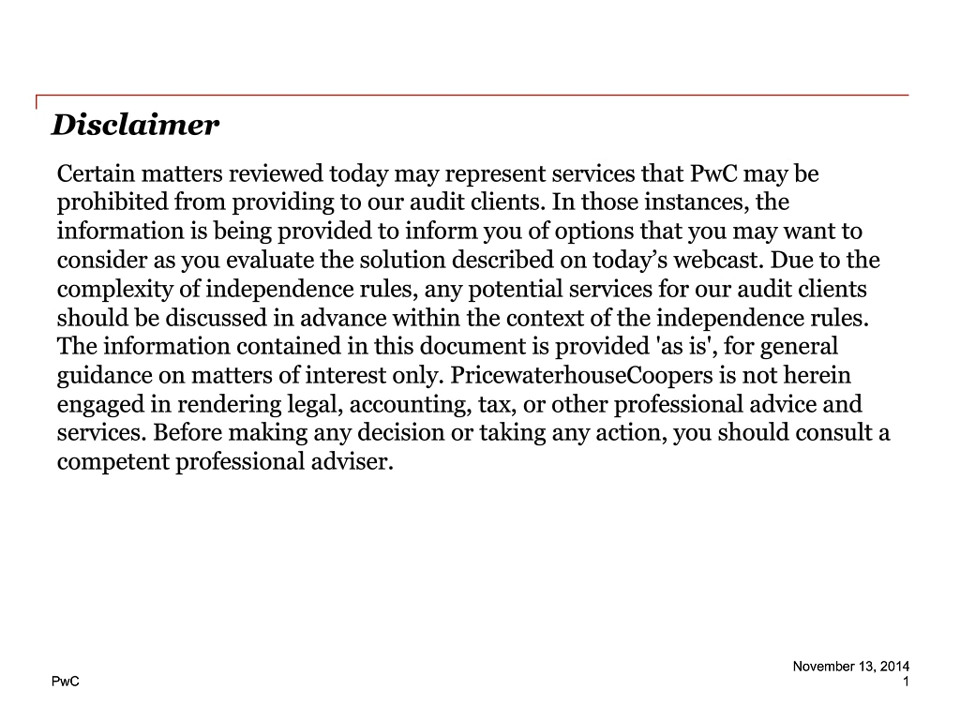 Disclaimer
Certain matters reviewed today may represent services that PwC may be
prohibited from providing to our audit clients. In those instances, the
information is being provided to inform you of options that you may want to
consider as you evaluate the solution described on today’s webcast. Due to the
complexity of independence rules, any potential services for our audit clients
should be discussed in advance within the context of the independence rules.
The information contained in this document is provided 'as is', for general
guidance on matters of interest only. PricewaterhouseCoopers is not herein
engaged in rendering legal, accounting, tax, or other professional advice and
services. Before making any decision or taking any action, you should consult a
competent professional adviser.
November 13, 2014
PwC
1